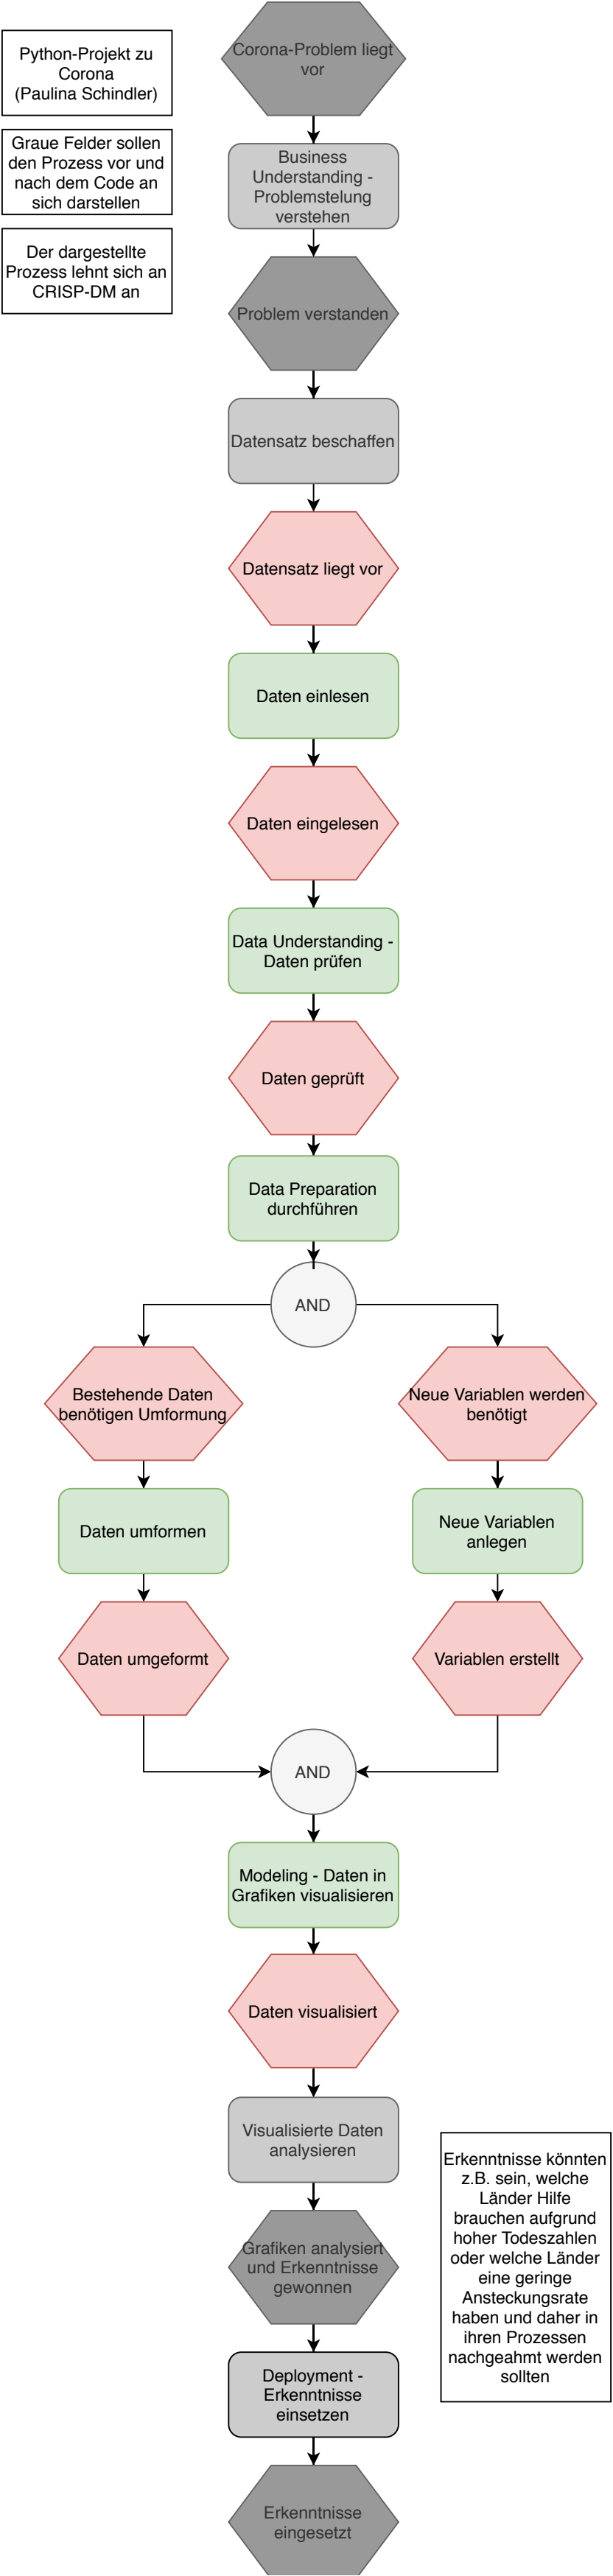 Python-Projekt zu
Corona
(Paulina Schindler)
Graue Felder sollen
den Prozess vor und
nach dem Code an
sich darstellen
Der dargestellte
Prozess lehnt sich an
CRISP-DM an
Corona-Problem liegt
vor
Business
Understanding -
Problemstelung
verstehen
Problem verstanden
Datensatz beschaffen
Datensatz liegt vor
Daten einlesen
Daten eingelesen
Data Understanding -
Daten prüfen
Daten geprüft
Data Preparation
durchführen
AND
Bestehende Daten
benötigen Umformung
Neue Variablen werden
benötigt
Daten umformen
Neue Variablen
anlegen
Daten umgeformt
Variablen erstellt
AND
Modeling - Daten in
Grafiken visualisieren
Daten visualisiert
Visualisierte Daten
analysieren
Grafiken analysiert
und Erkenntnisse
gewonnen
Erkenntnisse könnten
z.B. sein, welche
Länder Hilfe
brauchen aufgrund
hoher Todeszahlen
oder welche Länder
eine geringe
Ansteckungsrate
haben und daher in
ihren Prozessen
nachgeahmt werden
sollten
Deployment -
Erkenntnisse
einsetzen
Erkenntnisse
eingesetzt